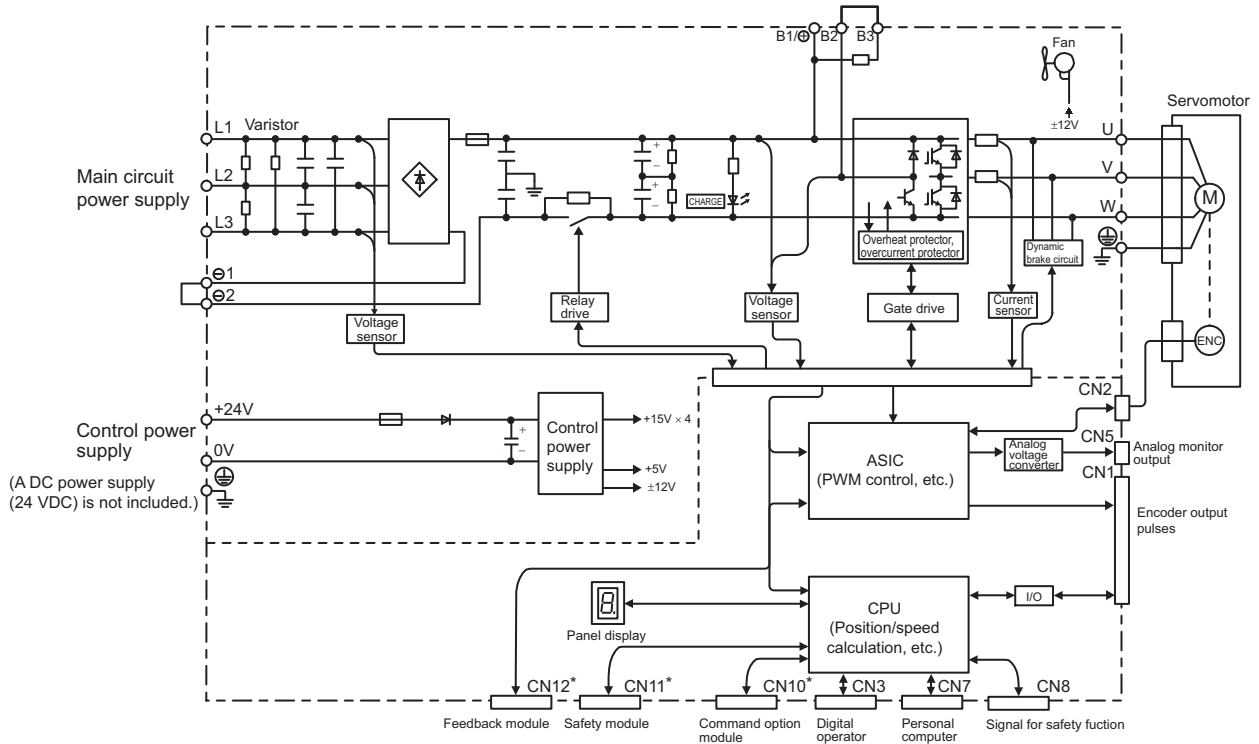 B1/⊕ B2 B3
Fan
±12V
Servomotor
Main circuit
power supply
L1
Varistor
L2
L3
⊖1
⊖2
CHARGE
+
−
+
−
Overheat protector,
overcurrent protector
U
V
W
M
Dynamic
brake circuit
Voltage
sensor
Relay
drive
Voltage
sensor
Gate drive
Current
sensor
ENC
Control power
supply
(A DC power supply
(24 VDC) is not included.)
+24V
0V
+
−
Control
power
supply
+15V × 4
+5V
±12V
ASIC
(PWM control, etc.)
Analog
voltage
converter
CN2
CN5
Analog monitor
output
CN1
Encoder output
pulses
CPU
(Position/speed
calculation, etc.)
I/O
8.
Panel display
CN12*
CN11*
CN10*
CN3
CN7
CN8
Feedback module
Safety module
Command option
module
Digital
operator
Personal
computer
Signal for safety fuction